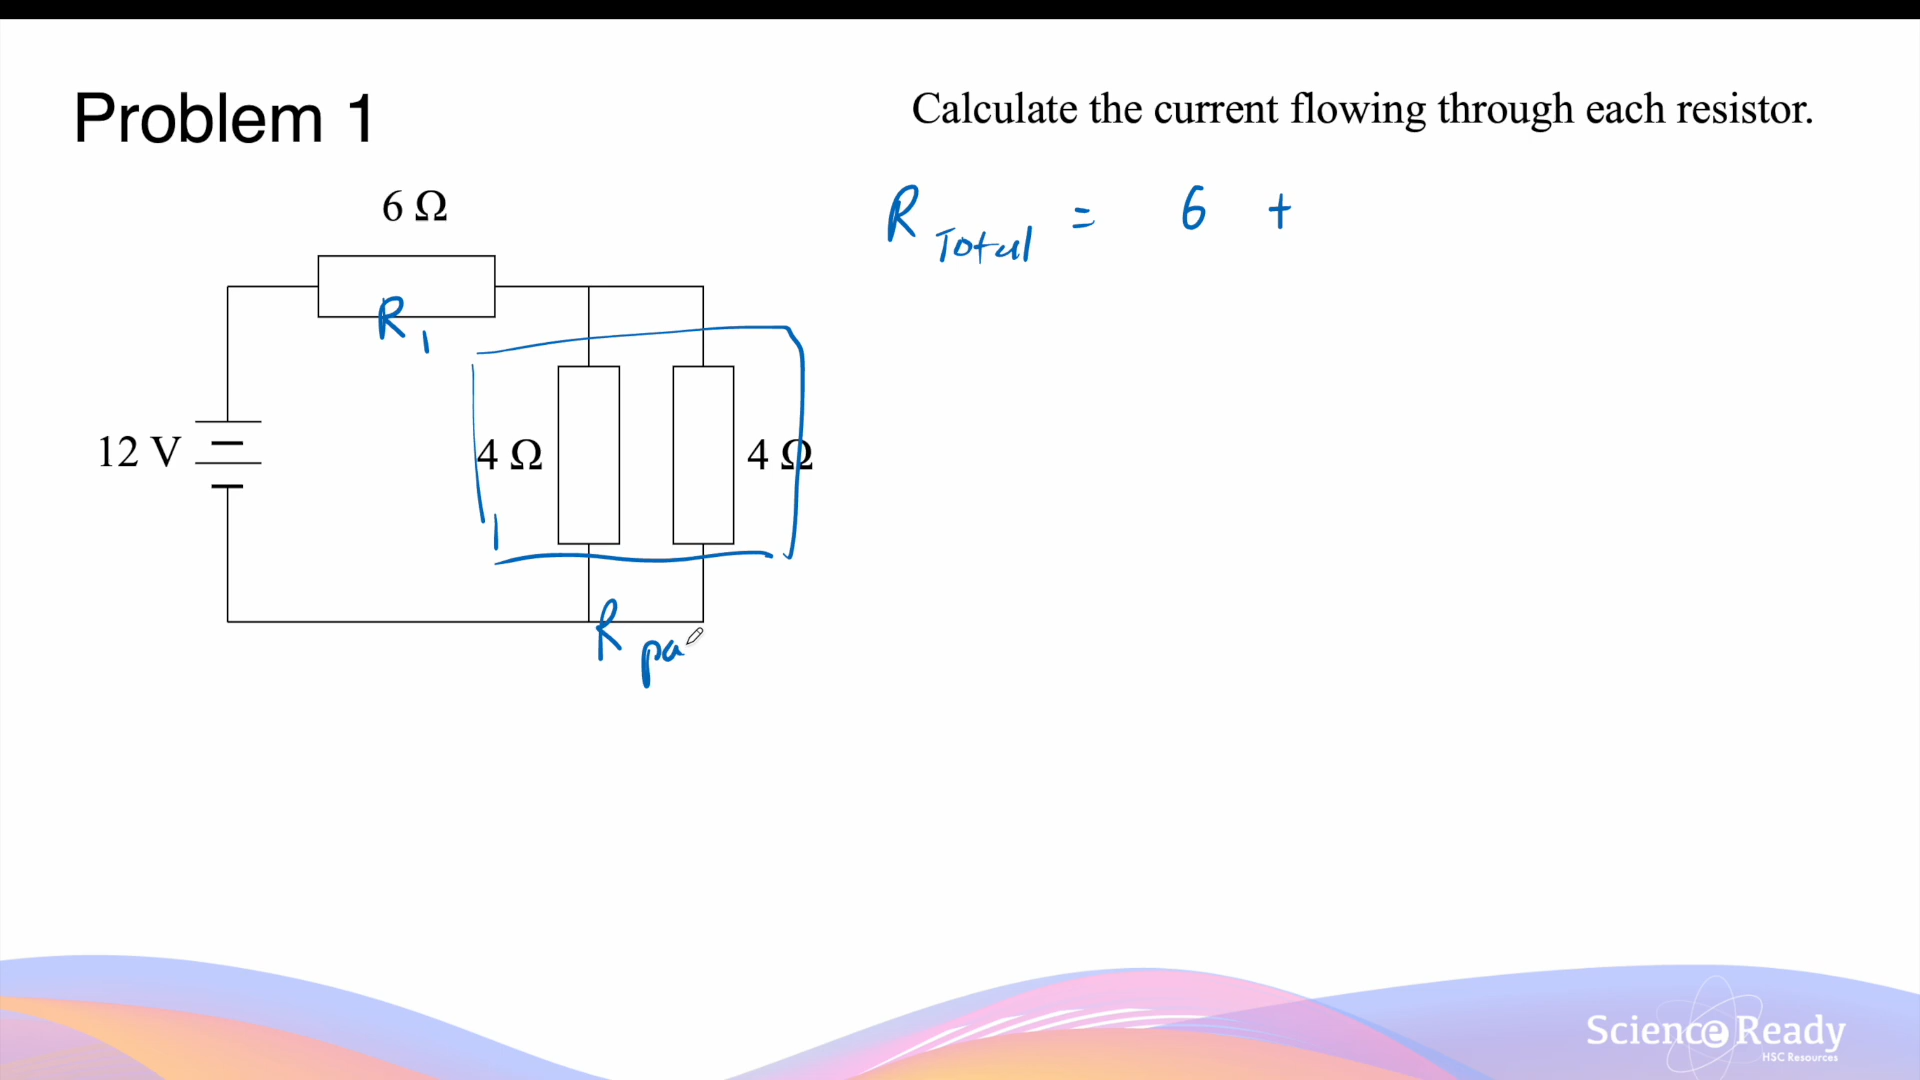 Problem 1
Calculate the current flowing through each resistor.
R Total = 6 +
6 Ω
R 1
12 V
4 Ω
4 Ω
R pa
Science Ready
HSC Resources